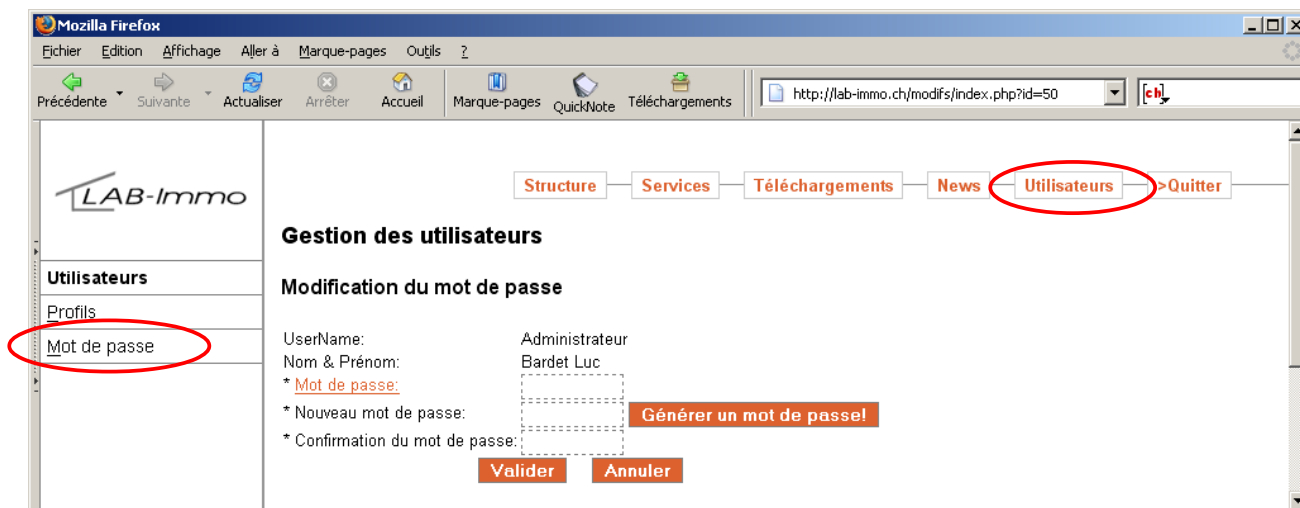 Mozilla Firefox
Fichier Edition Affichage Aller à Marque-pages Outils ?
Précédente Suivante Actualiser Arrêter Accueil Marque-pages QuickNote Téléchargements http://lab-immo.ch/modifs/index.php?id=50 [ch]
LAB-Immo
Structure Services Téléchargements News Utilisateurs >Quitter
Gestion des utilisateurs
Utilisateurs
Modification du mot de passe
Profils
Mot de passe
UserName: Administrateur
Nom & Prénom: Bardet Luc
* Mot de passe:
* Nouveau mot de passe: Générer un mot de passe!
* Confirmation du mot de passe:
Valider Annuler